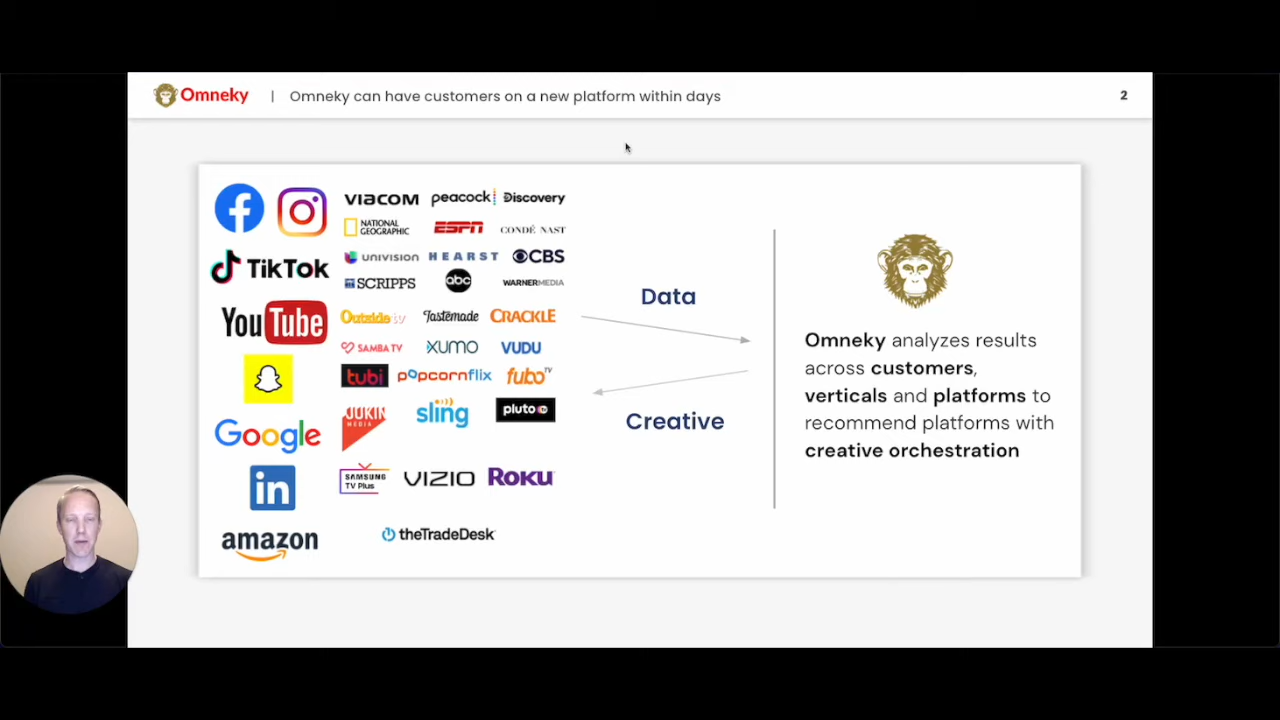 Omneky | Omneky can have customers on a new platform within days 2
VIACOM peacock Discovery
NATIONAL GEOGRAPHIC ESPN CONDÉ NAST
TikTok UNIVISION HEARST CBS
SCRIPPS abc WARNERMEDIA
YouTube Outside tv Tastemade CRACKLE
SAMBA TV XUMO VUDU
tubi popcornflix fubo TV
JUKIN MEDIA sling pluto tv
Google
in SAMSUNG TV Plus VIZIO ROKU
amazon theTradeDesk
Data
Creative
Omneky analyzes results
across customers,
verticals and platforms to
recommend platforms with
creative orchestration